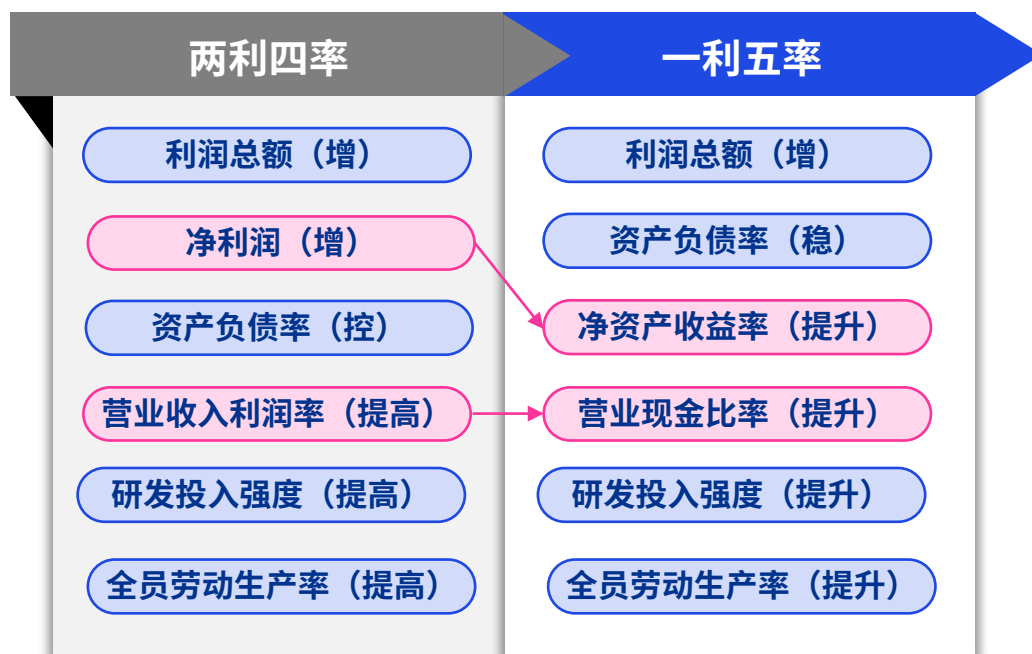 两利四率
一利五率
利润总额（增）
净利润（增）
资产负债率（控）
营业收入利润率（提高）
研发投入强度（提高）
全员劳动生产率（提高）
利润总额（增）
资产负债率（稳）
净资产收益率（提升）
营业现金比率（提升）
研发投入强度（提升）
全员劳动生产率（提升）